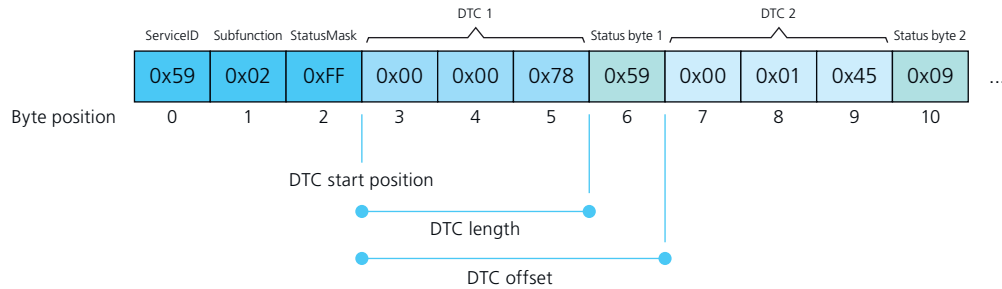 DTC 1 DTC 2
ServiceID Subfunction StatusMask Status byte 1 Status byte 2
0x59 0x02 0xFF 0x00 0x00 0x78 0x59 0x00 0x01 0x45 0x09 ...
Byte position 0 1 2 3 4 5 6 7 8 9 10
DTC start position
DTC length
DTC offset